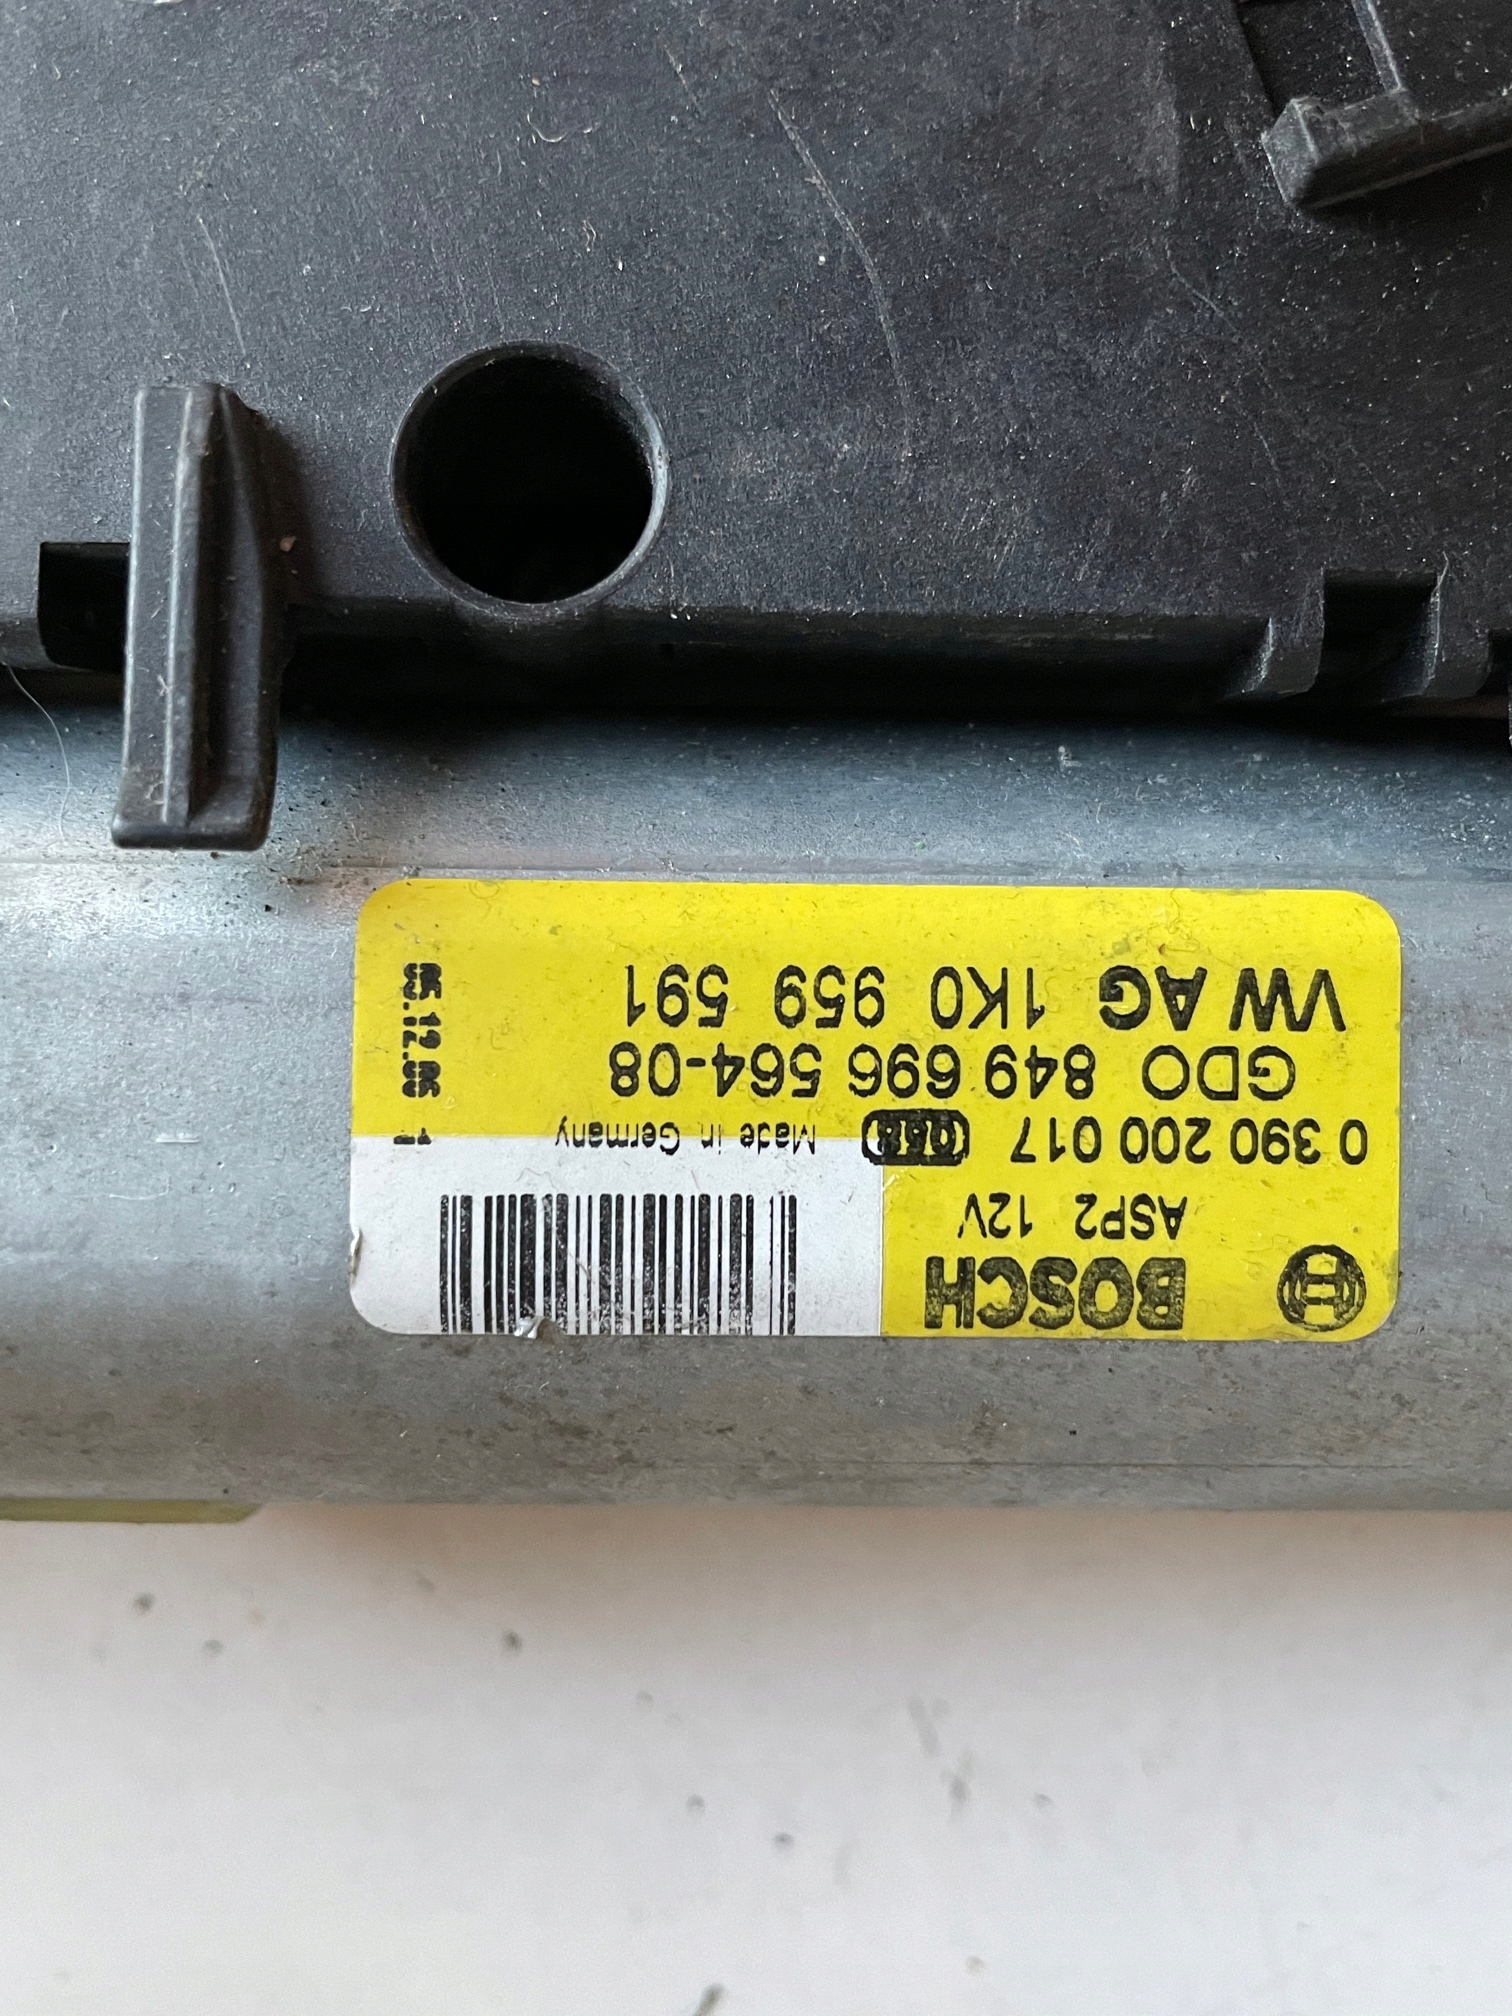 BOSCH
ASP2 12V
0 390 200 017 Made in Germany
GDO 849 696 564-08
VW AG 1K0 959 591